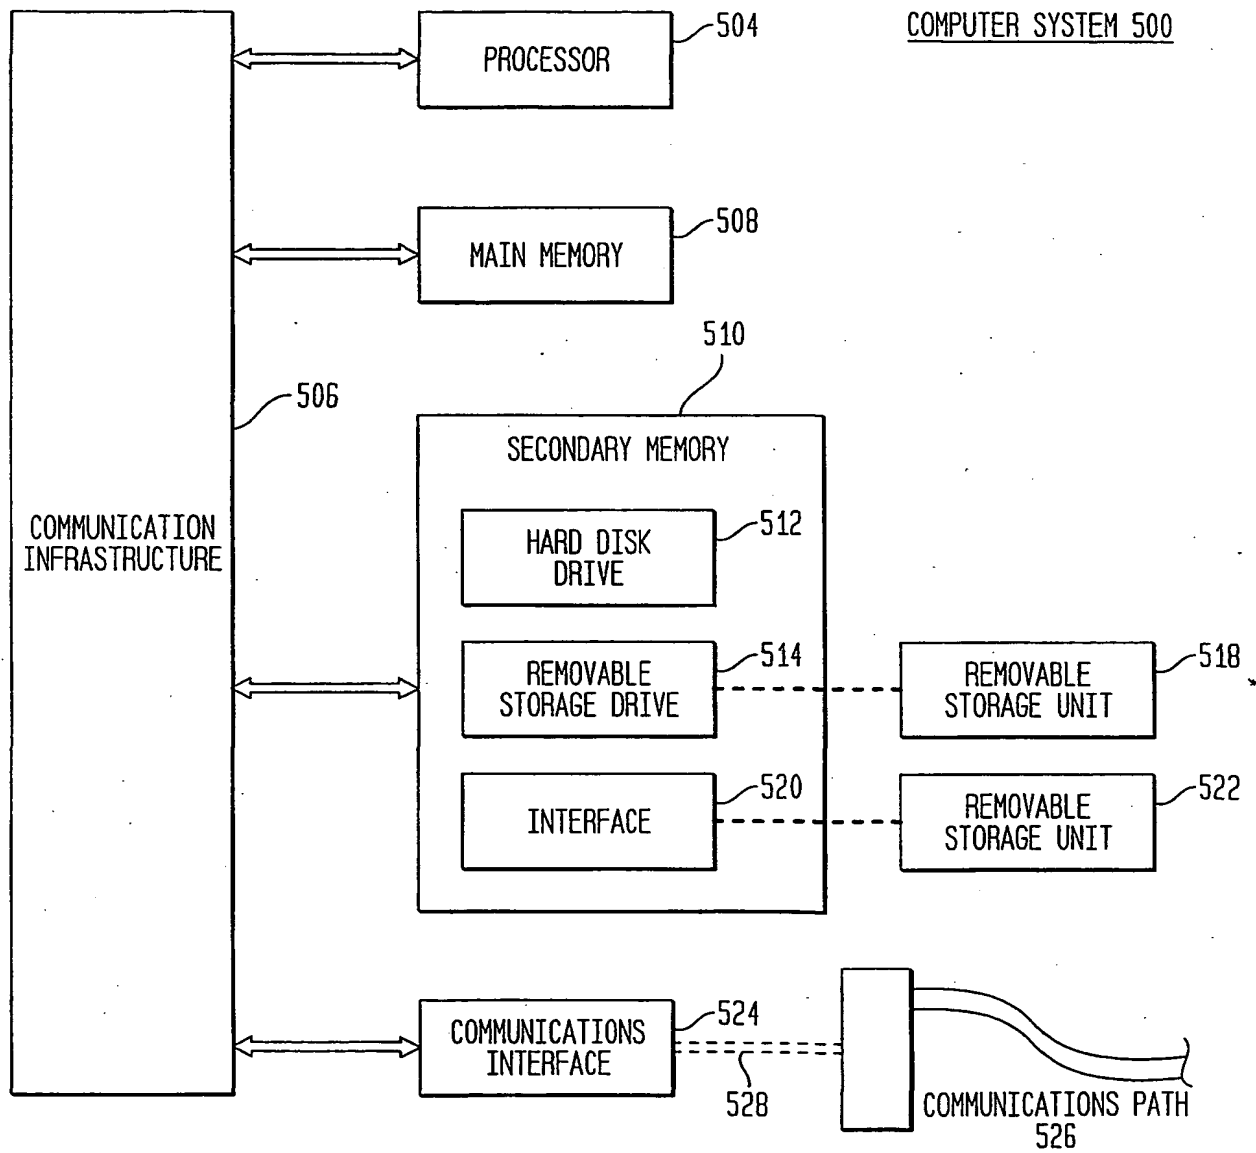 COMPUTER SYSTEM 500
504
PROCESSOR
508
MAIN MEMORY
510
506
SECONDARY MEMORY
COMMUNICATION
INFRASTRUCTURE
512
HARD DISK
DRIVE
514
REMOVABLE
STORAGE DRIVE
518
REMOVABLE
STORAGE UNIT
520
INTERFACE
522
REMOVABLE
STORAGE UNIT
524
COMMUNICATIONS
INTERFACE
528
COMMUNICATIONS PATH
526